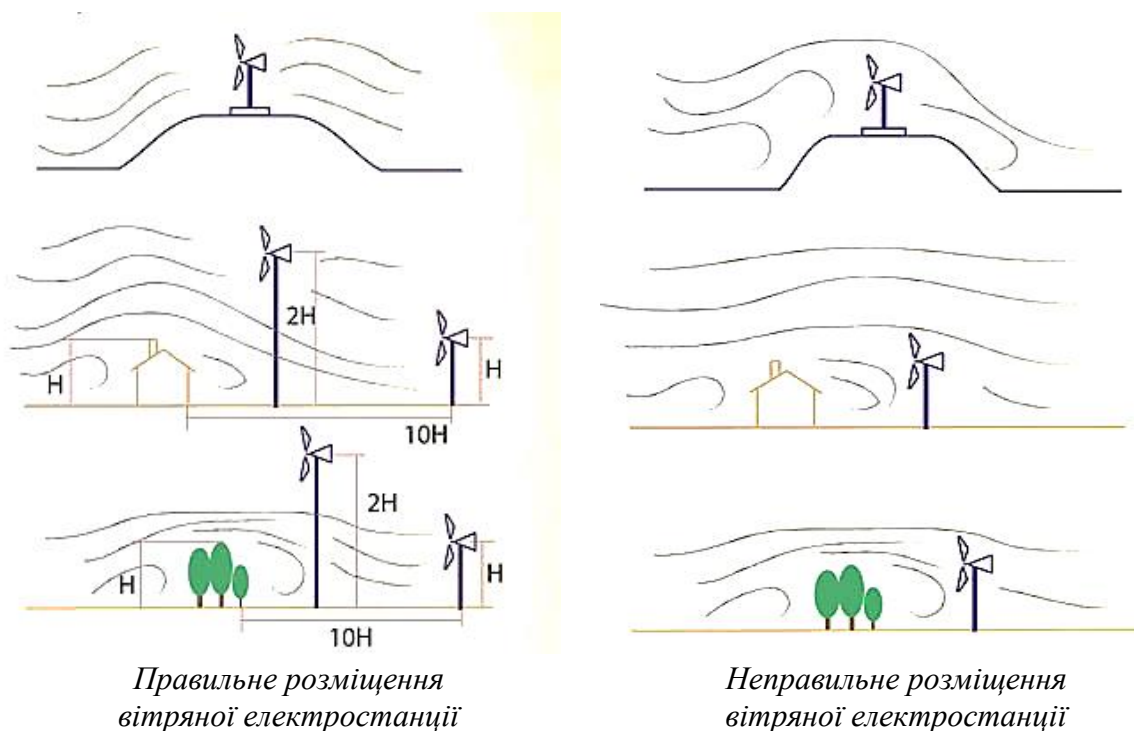 2H
H
H
10H
2H
H
H
10H
Правильне розміщення
вітряної електростанції
Неправильне розміщення
вітряної електростанції